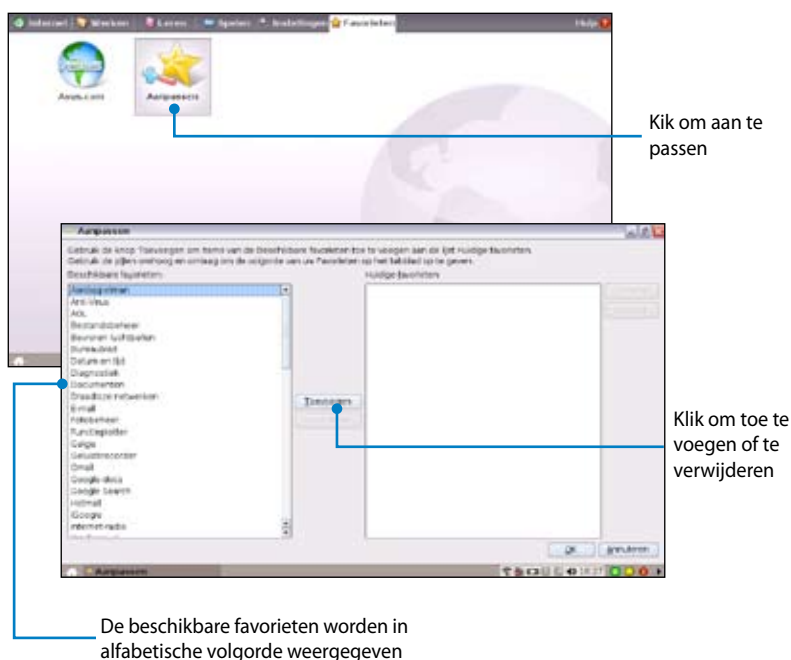 Internet Werken Leren Spelen Instellingen Favorieten Hulp
Asus.com Aanpassen
Kik om aan te
passen
Aanpassen
Gebruik de knop Toevoegen om items van de Beschikbare favorieten toe te voegen aan de lijst Huidige favorieten.
Gebruik de pijlen omhoog en omlaag om de volgorde van uw Favorieten op het tabblad op te geven.
Beschikbare favorieten: Huidige favorieten
Anti-Virus
AOL
Bestandsbeheer
Bevroren luchtbellen
Bureaublad
Datum en tijd
Diagnostiek
Documenten
Draadloze netwerken
E-mail
Fotobeheer
Functieplotter
Galgje
Geluidsrecorder
Gmail
Google docs
Google Search
Hotmail
iGoogle
Internet-radio
Toevoegen
Klik om toe te
voegen of te
verwijderen
OK Annuleren
Aanpassen
De beschikbare favorieten worden in
alfabetische volgorde weergegeven